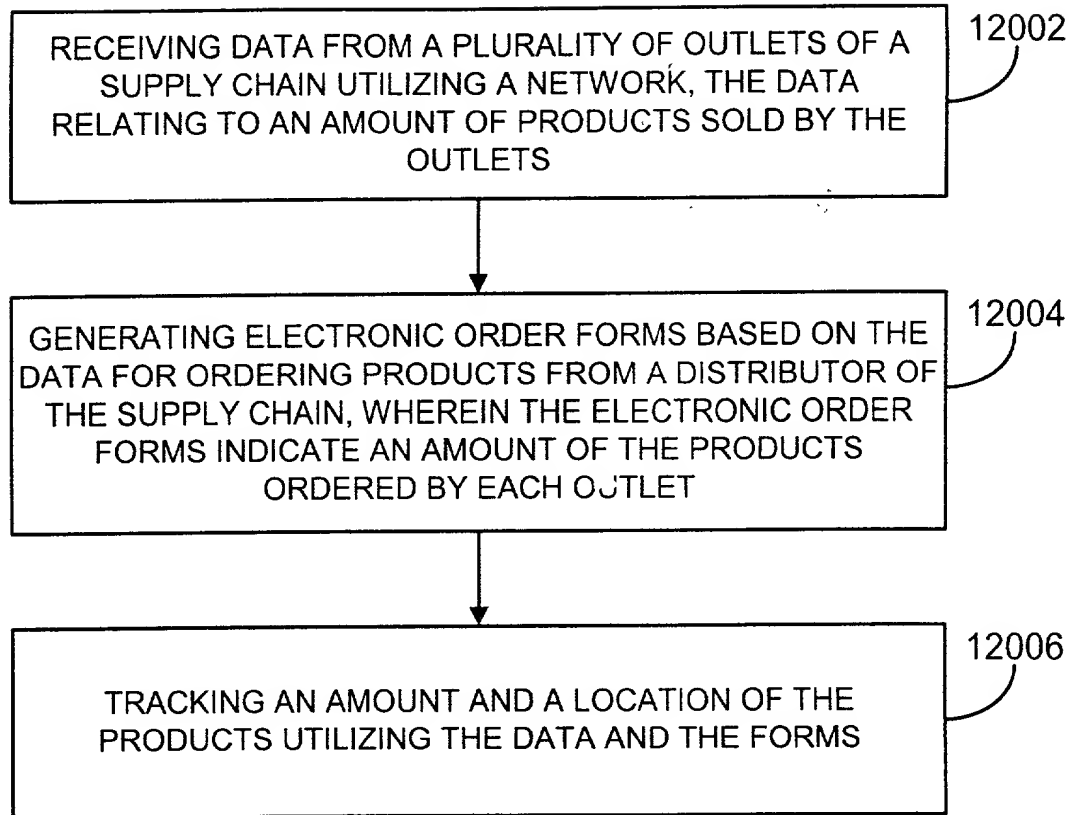 RECEIVING DATA FROM A PLURALITY OF OUTLETS OF A
SUPPLY CHAIN UTILIZING A NETWORK, THE DATA
RELATING TO AN AMOUNT OF PRODUCTS SOLD BY THE
OUTLETS
12002
GENERATING ELECTRONIC ORDER FORMS BASED ON THE
DATA FOR ORDERING PRODUCTS FROM A DISTRIBUTOR OF
THE SUPPLY CHAIN, WHEREIN THE ELECTRONIC ORDER
FORMS INDICATE AN AMOUNT OF THE PRODUCTS
ORDERED BY EACH OUTLET
12004
TRACKING AN AMOUNT AND A LOCATION OF THE
PRODUCTS UTILIZING THE DATA AND THE FORMS
12006